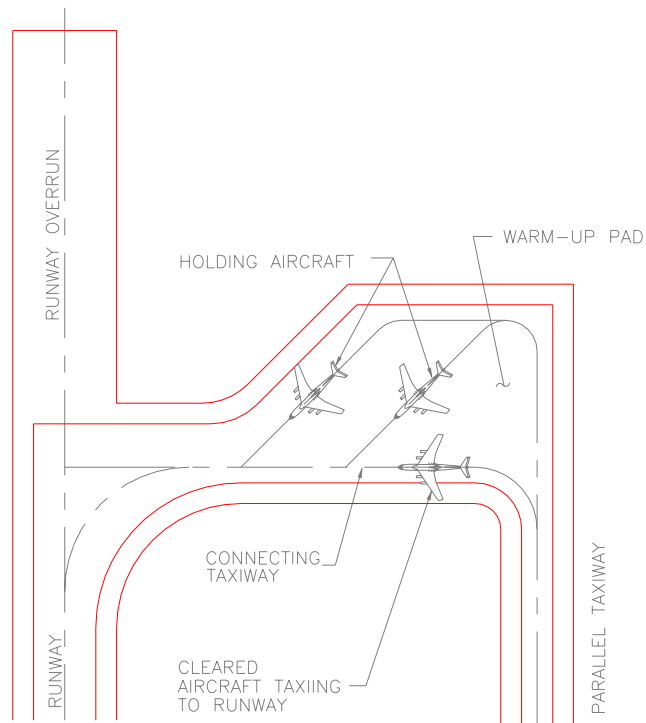 RUNWAY OVERRUN
HOLDING AIRCRAFT
WARM-UP PAD
CONNECTING
TAXIWAY
CLEARED
AIRCRAFT TAXIING
TO RUNWAY
RUNWAY
PARALLEL TAXIWAY